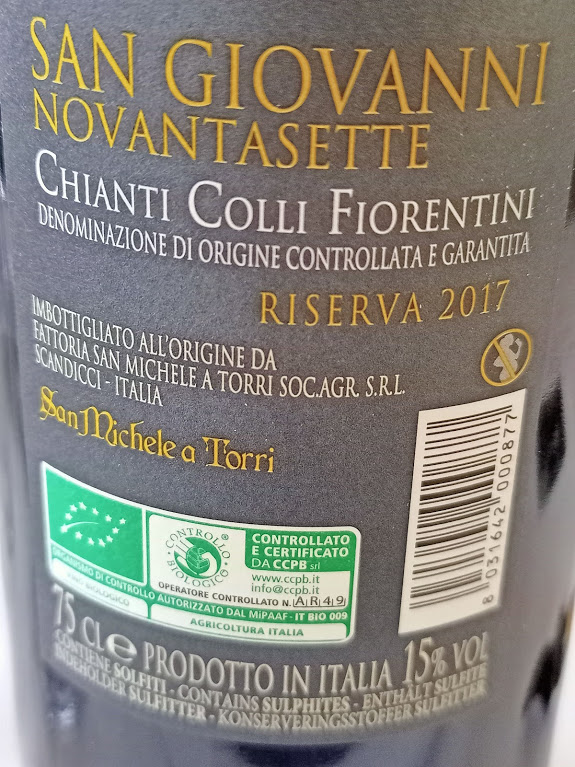 SAN GIOVANNI
NOVANTASETTE
CHIANTI COLLI FIORENTINI
DENOMINAZIONE DI ORIGINE CONTROLLATA E GARANTITA
RISERVA 2017
IMBOTTIGLIATO ALL'ORIGINE DA
FATTORIA SAN MICHELE A TORRI SOC.AGR. S.R.L.
SCANDICCI - ITALIA
San Michele a Torri
8 031642 000877
CONTROLLO BIOLOGICO
®
CONTROLLATO
E CERTIFICATO
DA CCPB srl
www.ccpb.it
info@ccpb.it
OPERATORE CONTROLLATO N. AR49
ORGANISMO DI CONTROLLO AUTORIZZATO DAL MiPAAF - IT BIO 009
VINO BIOLOGICO
AGRICOLTURA ITALIA
75 CL e PRODOTTO IN ITALIA 15% VOL
CONTIENE SOLFITI - CONTAINS SULPHITES - ENTHÄLT SULFITE
INDEHOLDER SULFITTER - KONSERVERINGSSTOFFER SULFITTER